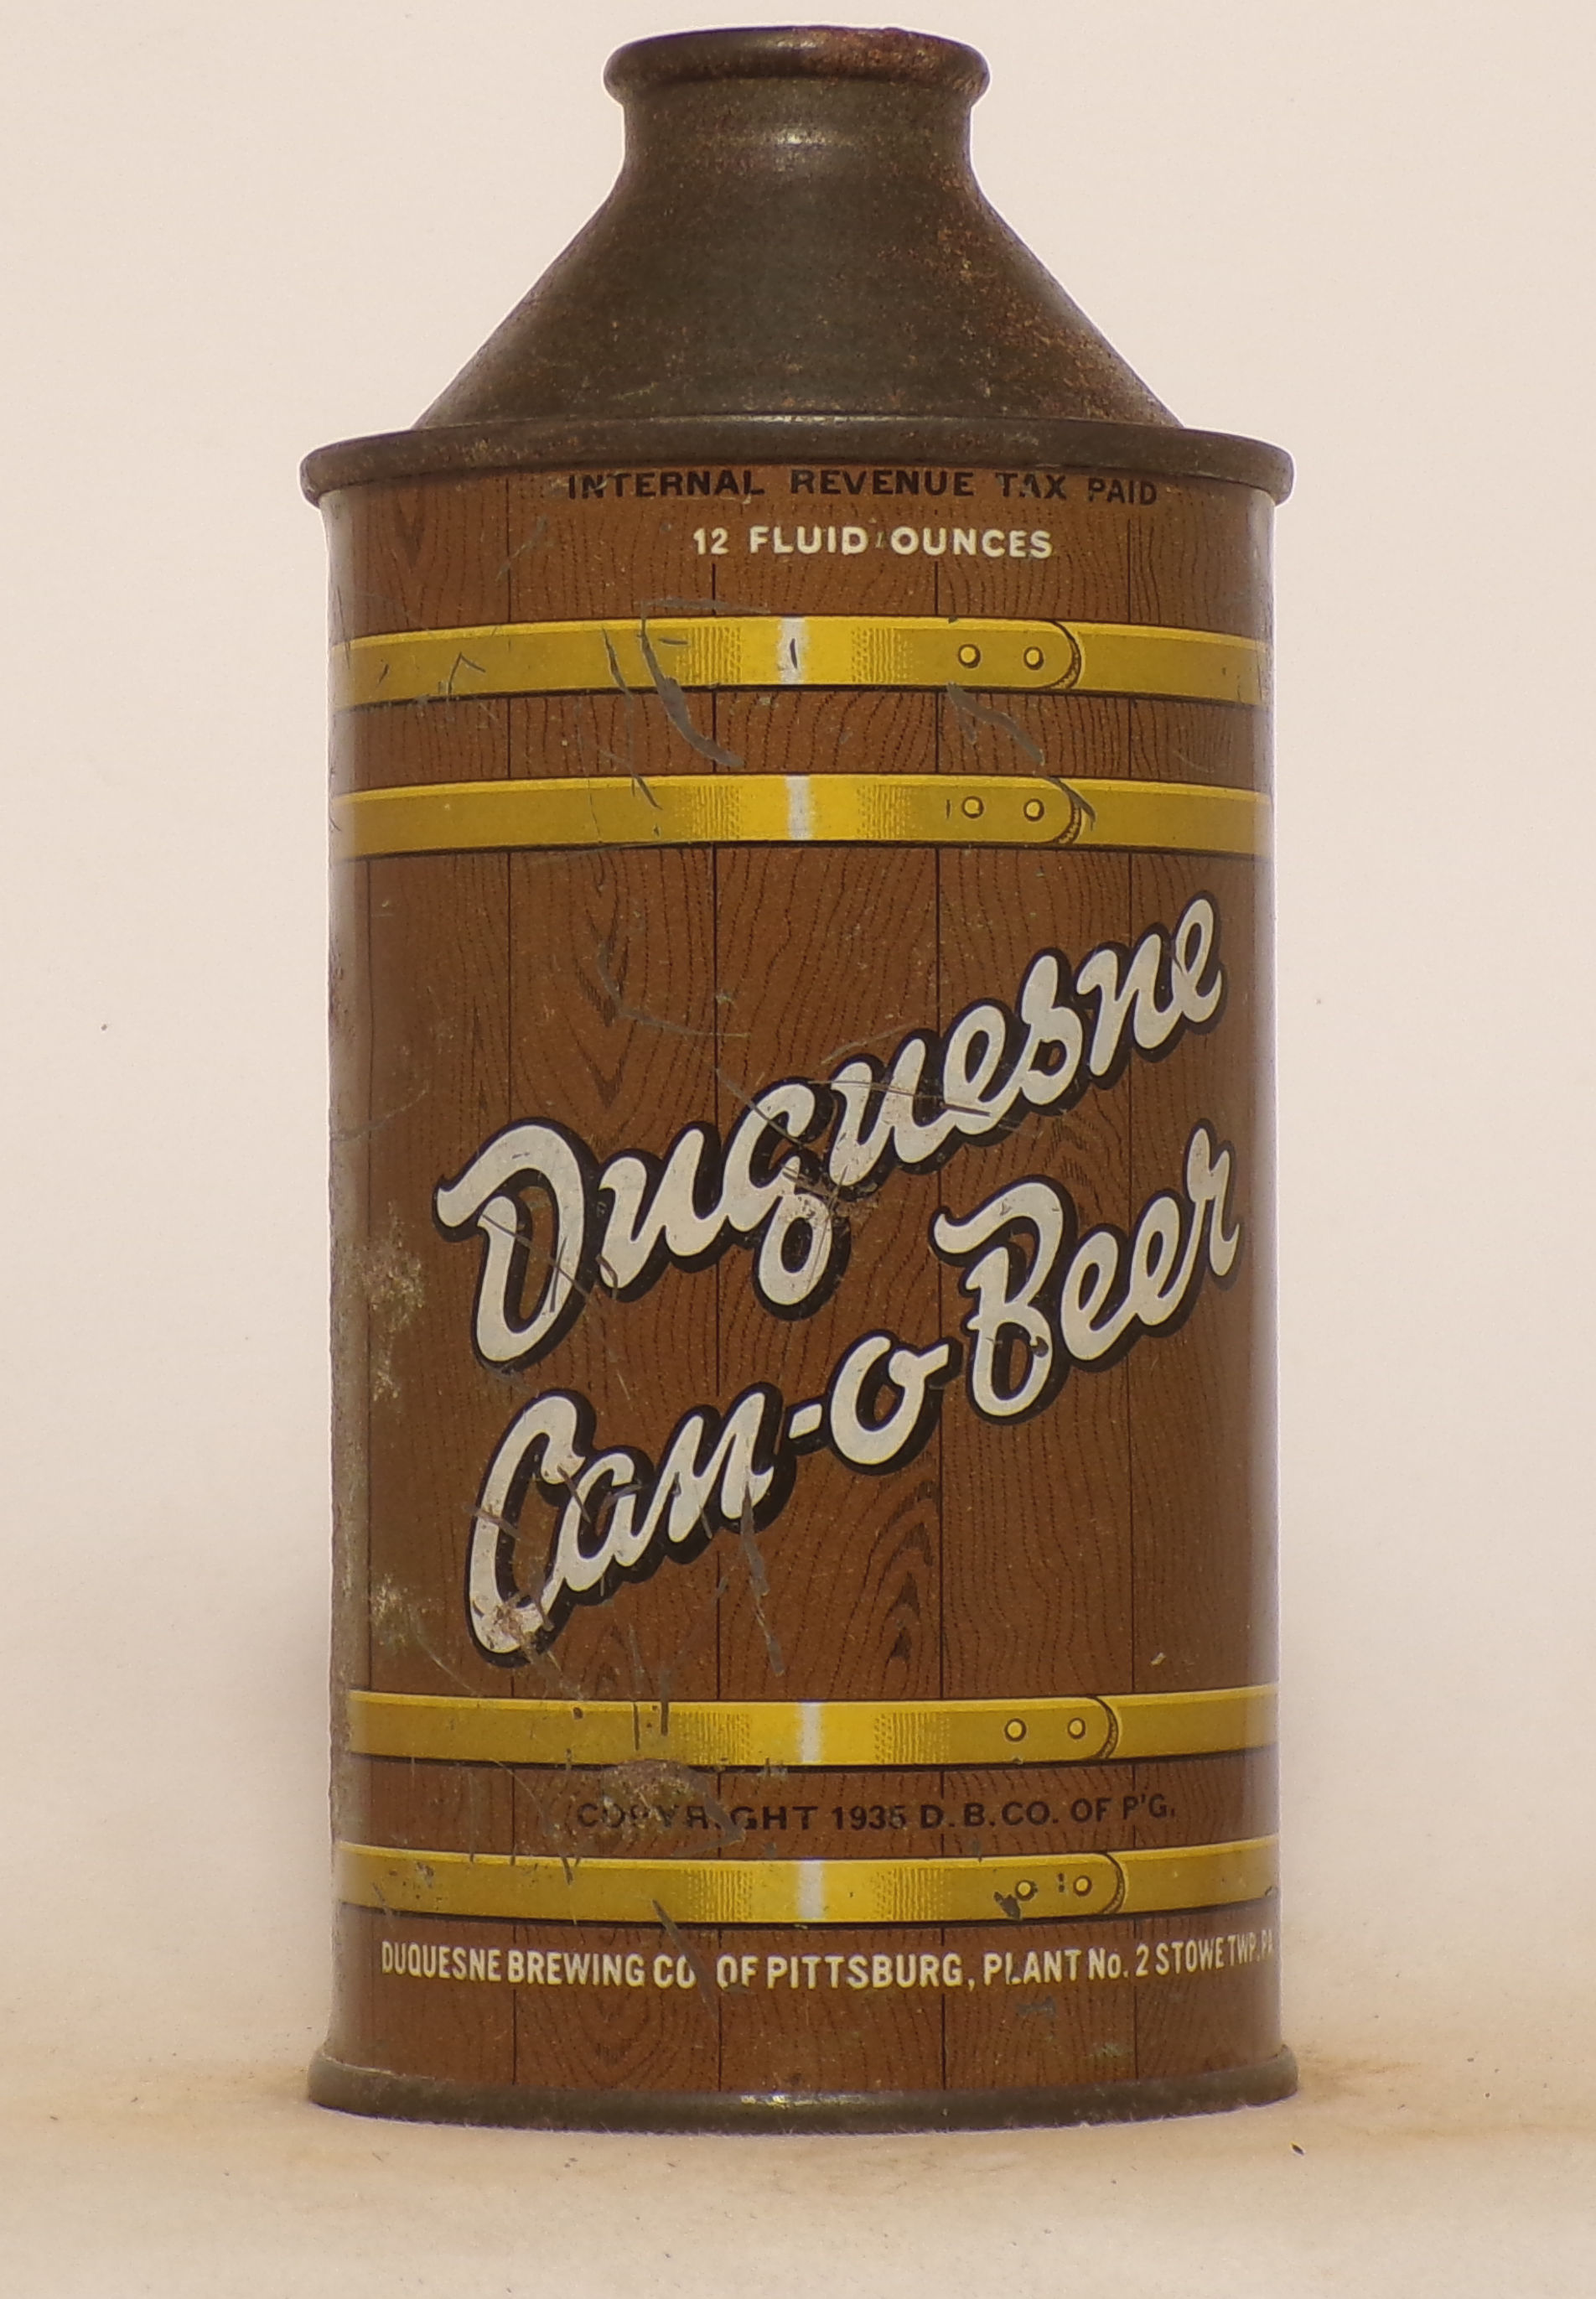 INTERNAL REVENUE TAX PAID
12 FLUID OUNCES
Duquesne
Can-o-Beer
COPYRIGHT 1935 D.B.CO. OF P'G.
DUQUESNE BREWING CO OF PITTSBURG, PLANT No. 2 STOWE TWP. PA